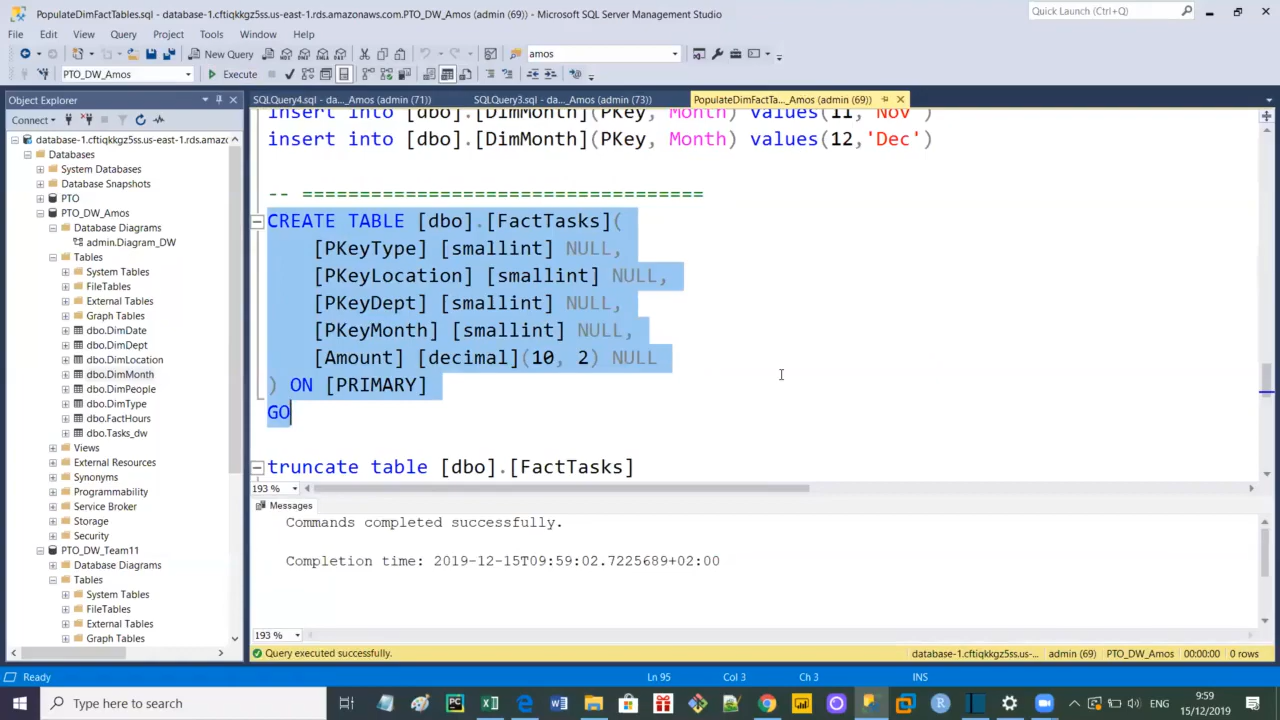 PopulateDimFactTables.sql - database-1.cftiqkkgz5ss.us-east-1.rds.amazonaws.com.PTO_DW_Amos (admin (69)) - Microsoft SQL Server Management Studio
Quick Launch (Ctrl+Q)
File Edit View Query Project Tools Window Help
New Query amos
PTO_DW_Amos Execute
Object Explorer
SQLQuery4.sql - da..._Amos (admin (71)) SQLQuery3.sql - da..._Amos (admin (73)) PopulateDimFactTa..._Amos (admin (69))
Connect
database-1.cftiqkkgz5ss.us-east-1.rds.amazo
Databases
System Databases
Database Snapshots
PTO
PTO_DW_Amos
Database Diagrams
admin.Diagram_DW
Tables
System Tables
FileTables
External Tables
Graph Tables
dbo.DimDate
dbo.DimDept
dbo.DimLocation
dbo.DimMonth
dbo.DimPeople
dbo.DimType
dbo.FactHours
dbo.Tasks_dw
Views
External Resources
Synonyms
Programmability
Service Broker
Storage
Security
PTO_DW_Team11
Database Diagrams
Tables
System Tables
FileTables
External Tables
Graph Tables
insert into [dbo].[DimMonth](PKey, Month) values(11,'Nov')
insert into [dbo].[DimMonth](PKey, Month) values(12,'Dec')
-- ===================================
CREATE TABLE [dbo].[FactTasks](
[PKeyType] [smallint] NULL,
[PKeyLocation] [smallint] NULL,
[PKeyDept] [smallint] NULL,
[PKeyMonth] [smallint] NULL,
[Amount] [decimal](10, 2) NULL
) ON [PRIMARY]
GO
truncate table [dbo].[FactTasks]
193 %
Messages
Commands completed successfully.
Completion time: 2019-12-15T09:59:02.7225689+02:00
193 %
Query executed successfully. database-1.cftiqkkgz5ss.us-... admin (69) PTO_DW_Amos 00:00:00 0 rows
Ready Ln 95 Col 3 Ch 3 INS
Type here to search
ENG
9:59
15/12/2019